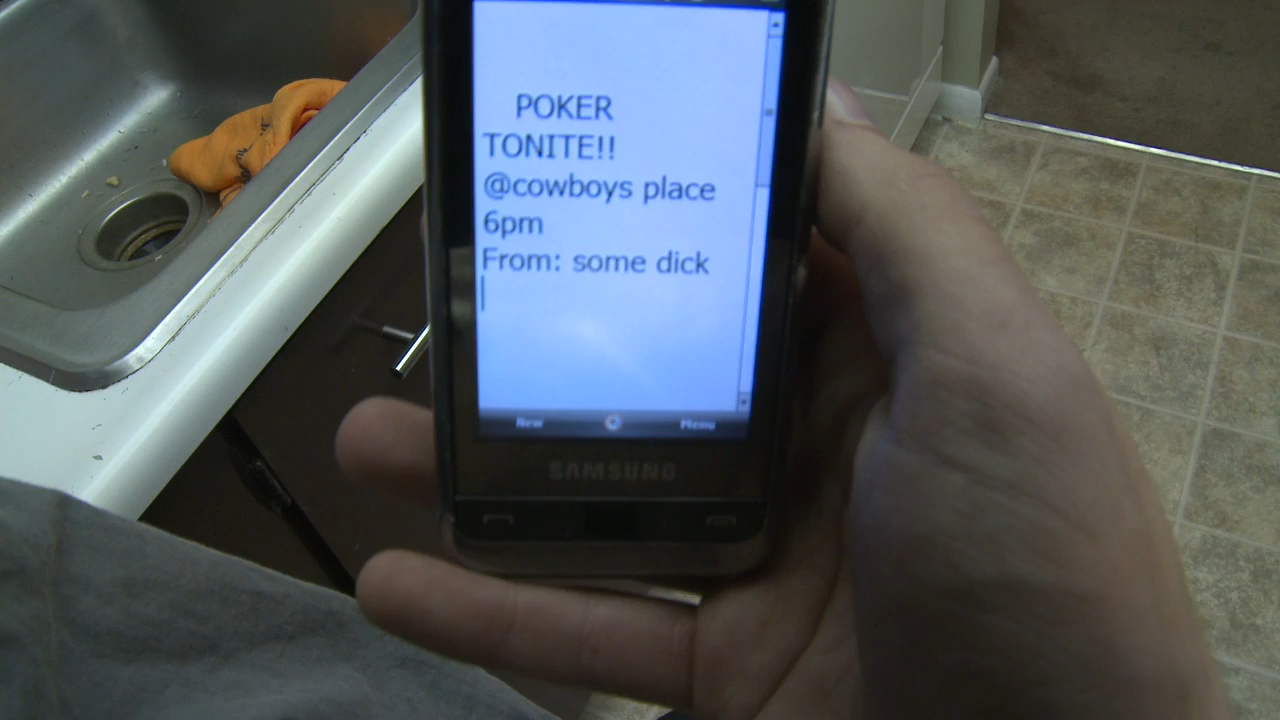 POKER
TONITE!!
@cowboys place
6pm
From: some dick
New
Menu
SAMSUNG